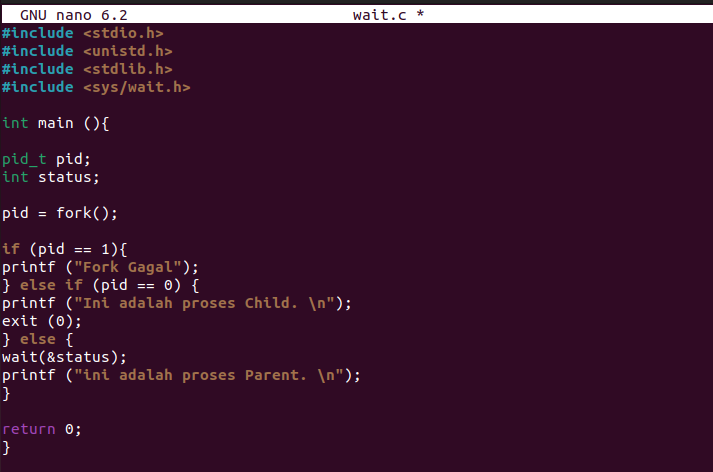 GNU nano 6.2 wait.c *
#include <stdio.h>
#include <unistd.h>
#include <stdlib.h>
#include <sys/wait.h>
int main (){
pid_t pid;
int status;
pid = fork();
if (pid == 1){
printf ("Fork Gagal");
} else if (pid == 0) {
printf ("Ini adalah proses Child. \n");
exit (0);
} else {
wait(&status);
printf ("ini adalah proses Parent. \n");
}
return 0;
}